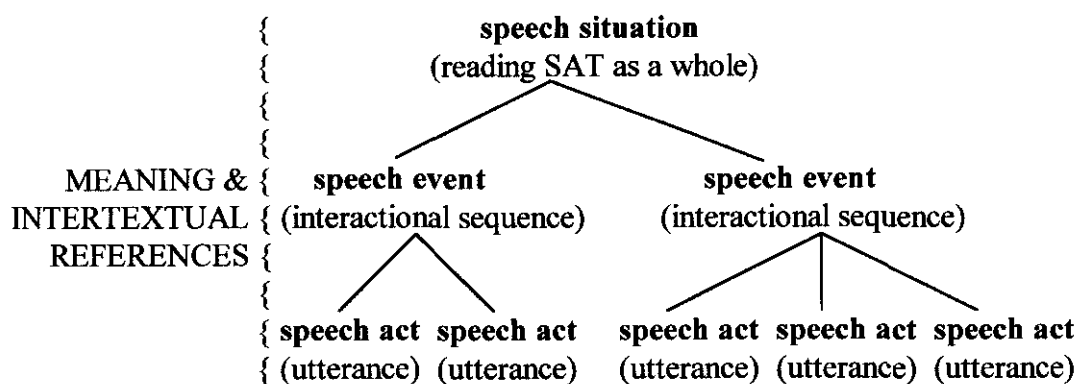 { speech situation
{ (reading SAT as a whole)
{
{
MEANING & { speech event speech event
INTERTEXTUAL { (interactional sequence) (interactional sequence)
REFERENCES {
{
{ speech act speech act speech act speech act speech act
{ (utterance) (utterance) (utterance) (utterance) (utterance)